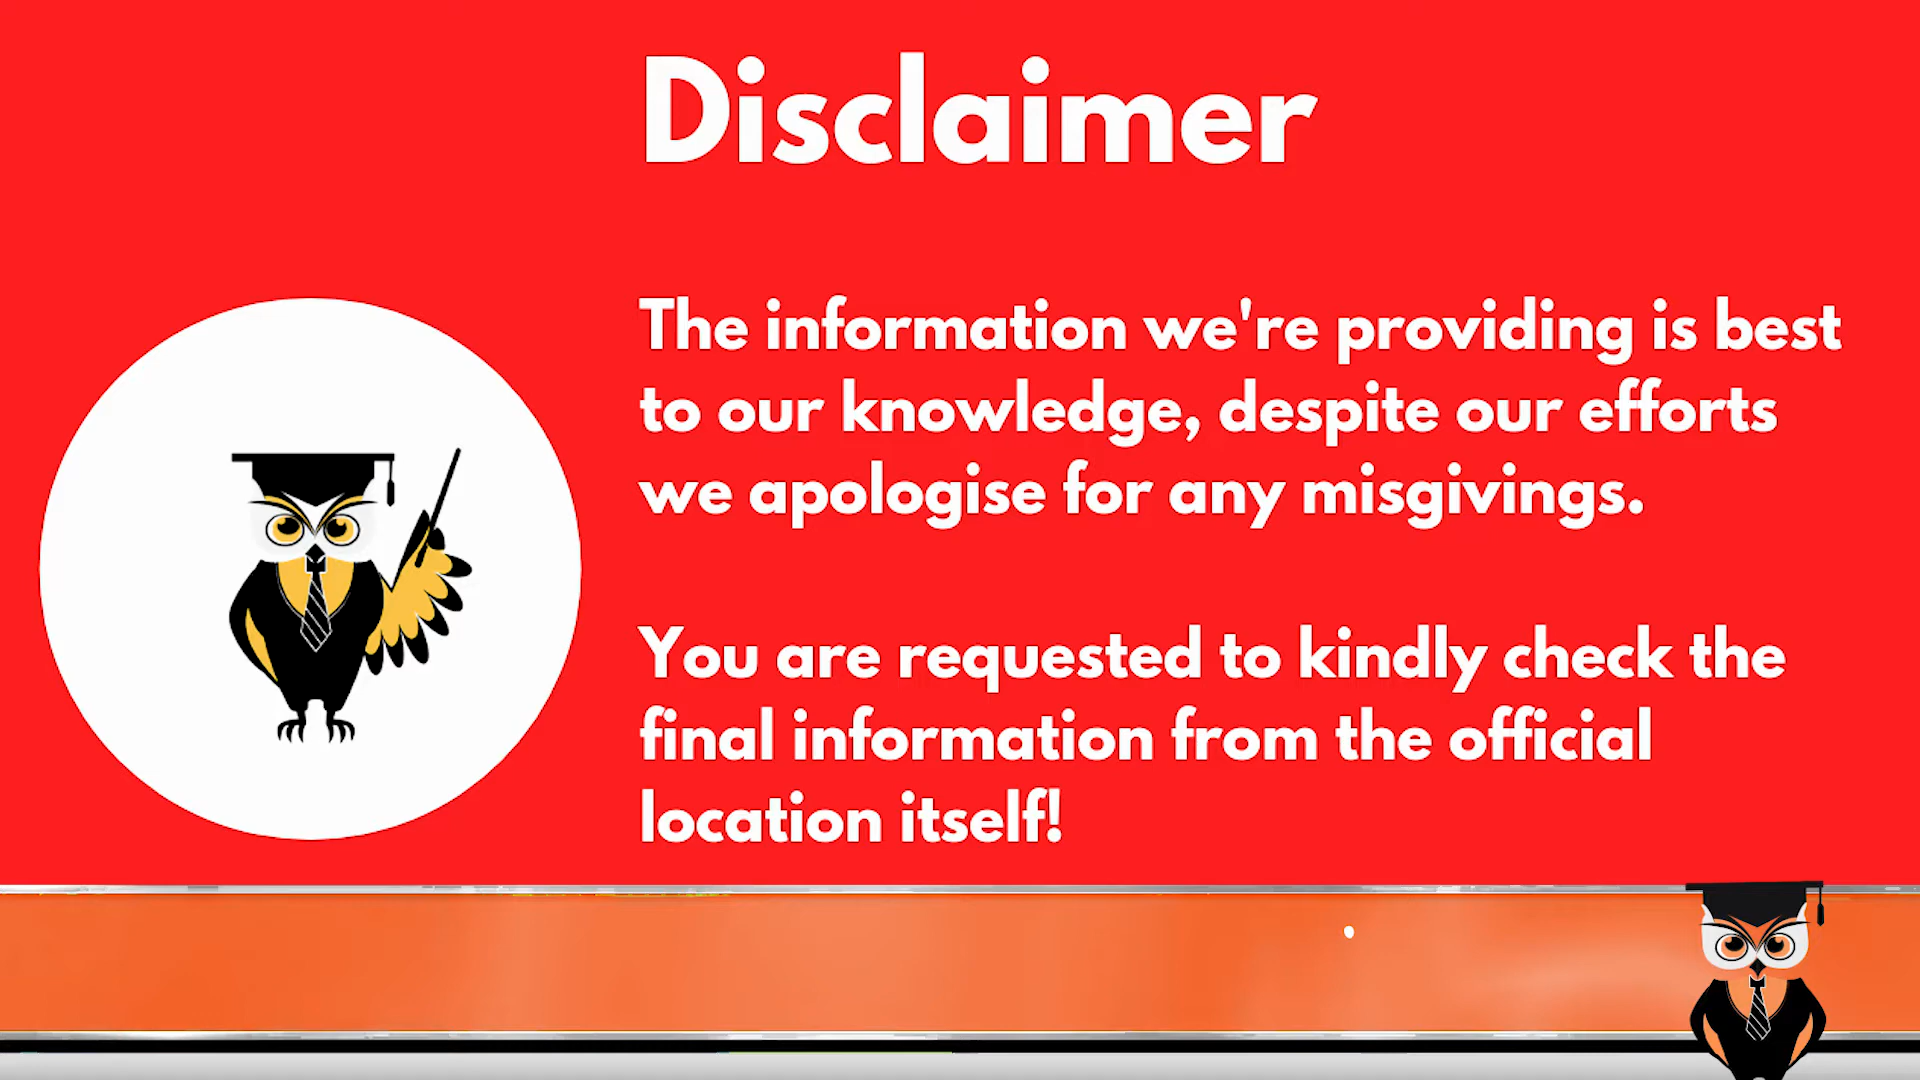 Disclaimer
The information we're providing is best
to our knowledge, despite our efforts
we apologise for any misgivings.
You are requested to kindly check the
final information from the official
location itself!